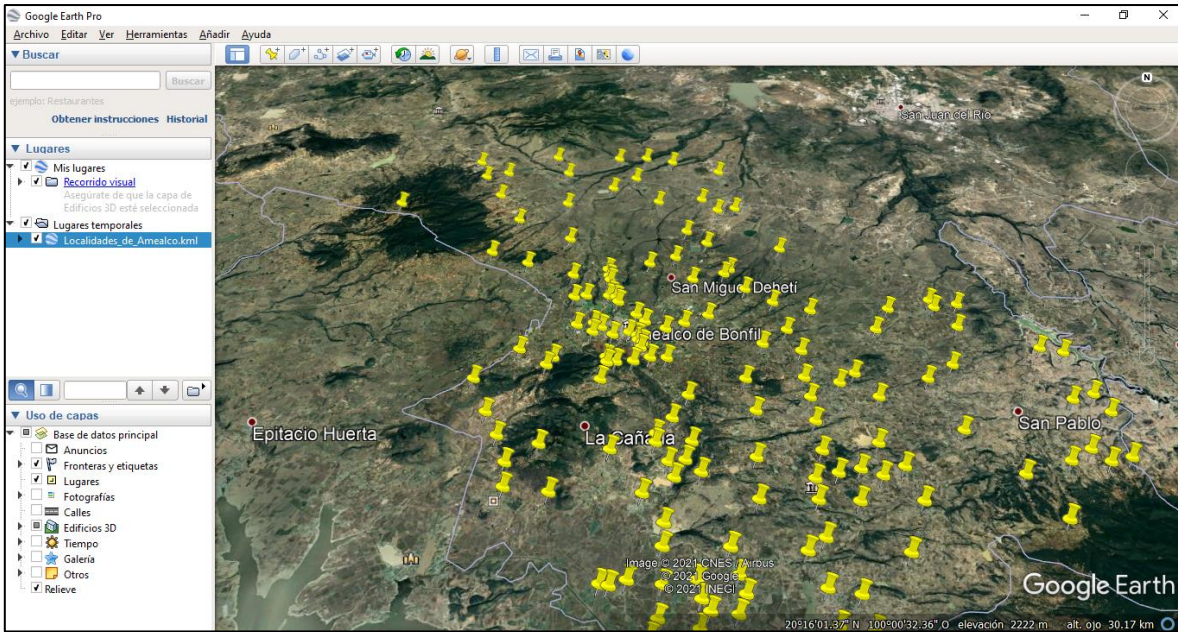 Google Earth Pro
Archivo Editar Ver Herramientas Añadir Ayuda
Buscar
Buscar
ejemplo: Restaurantes
Obtener instrucciones Historial
Lugares
Mis lugares
Recorrido visual
Asegúrate de que la capa de
Edificios 3D esté seleccionada
Lugares temporales
Localidades_de_Amealco.kml
Uso de capas
Base de datos principal
Anuncios
Fronteras y etiquetas
Lugares
Fotografías
Calles
Edificios 3D
Tiempo
Galería
Otros
Relieve
N
San Juan del Río
San Miguel Dehetí
mealco de Bonfil
Epitacio Huerta
La Cañada
San Pablo
Image © 2021 CNES / Airbus
© 2021 Google
© 2021 INEGI
Google Earth
20°16'01.37" N 100°00'32.36" O elevación 2222 m alt. ojo 30.17 km